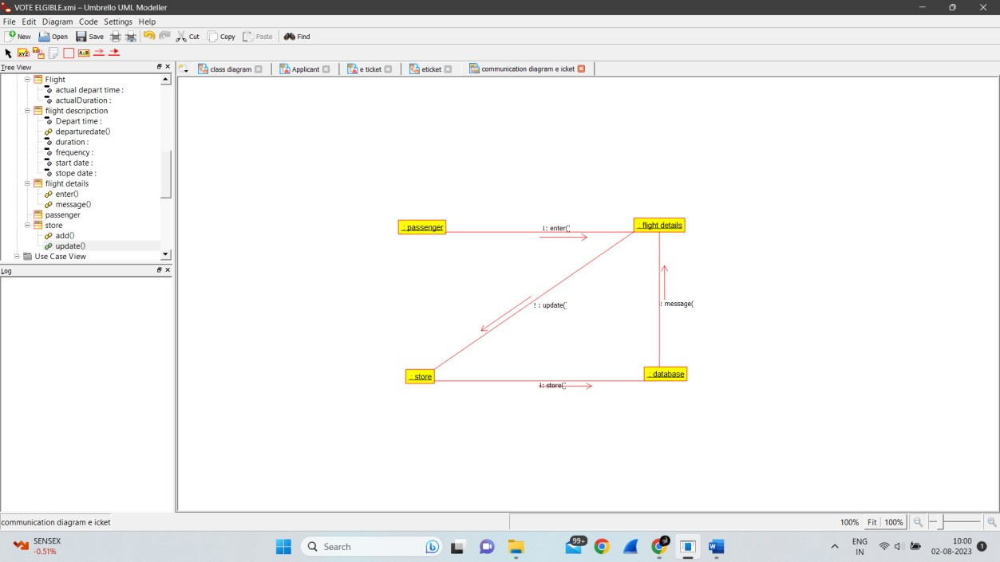 VOTE ELGIBLE.xmi – Umbrello UML Modeller
File Edit Diagram Code Settings Help
New Open Save Cut Copy Paste Find
Tree View
class diagram Applicant e ticket eticket communication diagram e icket
Flight
actual depart time :
actualDuration :
flight descripction
Depart time :
departuredate()
duration :
frequency :
start date :
stope date :
flight details
enter()
message()
passenger
store
add()
update()
Use Case View
Log
: passenger
: enter(
: flight details
: update(
: message(
: store
: store(
: database
communication diagram e icket
100% Fit 100%
SENSEX
-0.51%
Search
99+
ENG
IN
10:00
02-08-2023
1